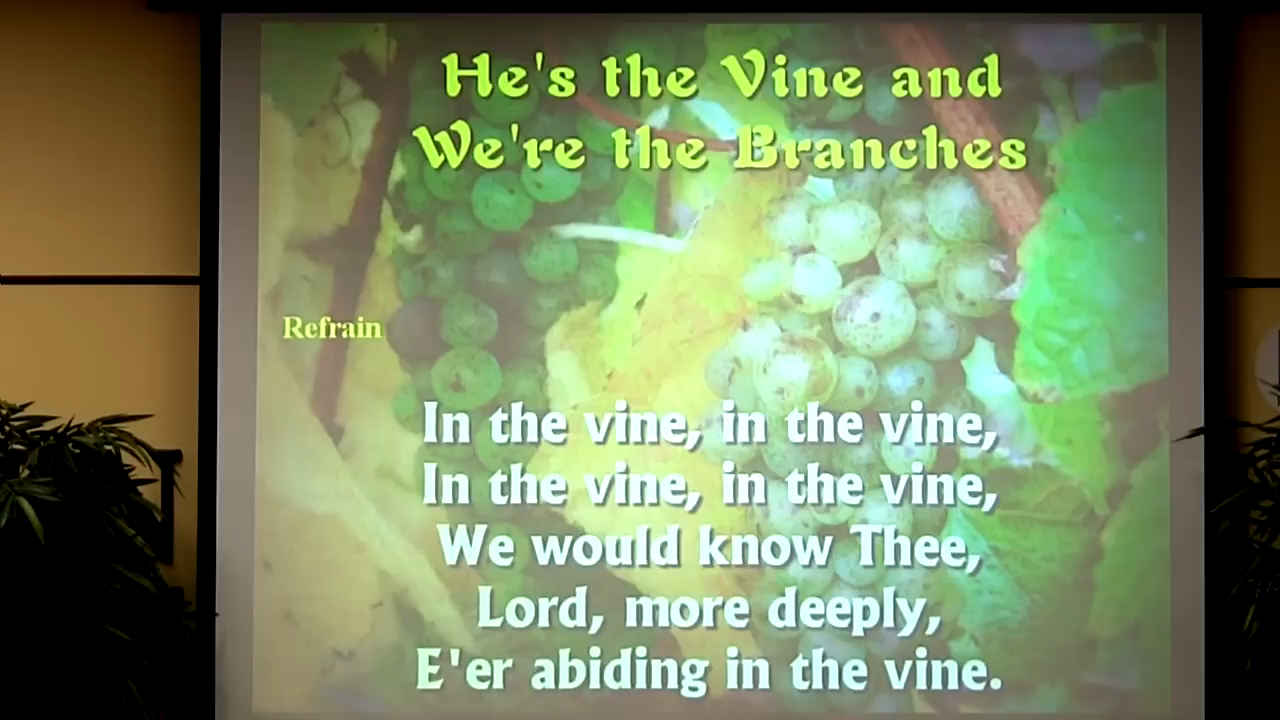 He's the Vine and
We're the Branches
Refrain
In the vine, in the vine,
In the vine, in the vine,
We would know Thee,
Lord, more deeply,
E'er abiding in the vine.